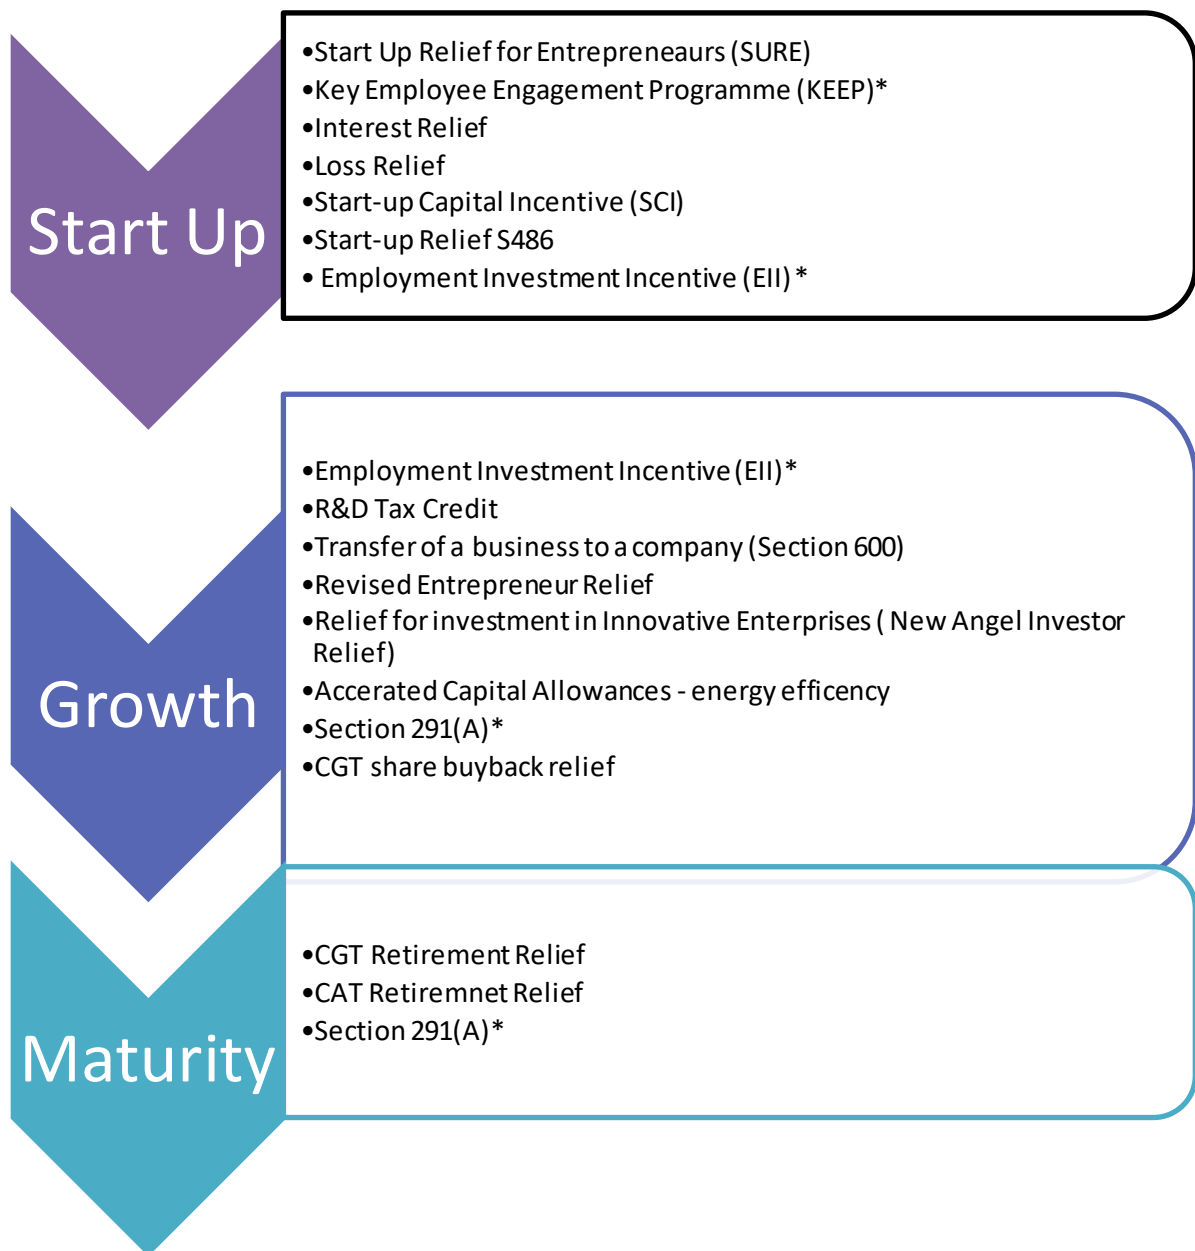 Start Up
•Start Up Relief for Entrepreneaurs (SURE)
•Key Employee Engagement Programme (KEEP)*
•Interest Relief
•Loss Relief
•Start-up Capital Incentive (SCI)
•Start-up Relief S486
• Employment Investment Incentive (EII) *
Growth
•Employment Investment Incentive (EII)*
•R&D Tax Credit
•Transfer of a business to a company (Section 600)
•Revised Entrepreneur Relief
•Relief for investment in Innovative Enterprises ( New Angel Investor
Relief)
•Accerated Capital Allowances - energy efficency
•Section 291(A)*
•CGT share buyback relief
Maturity
•CGT Retirement Relief
•CAT Retiremnet Relief
•Section 291(A)*